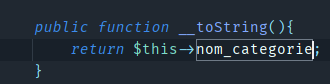 public function __toString(){
return $this->nom_categorie;
}